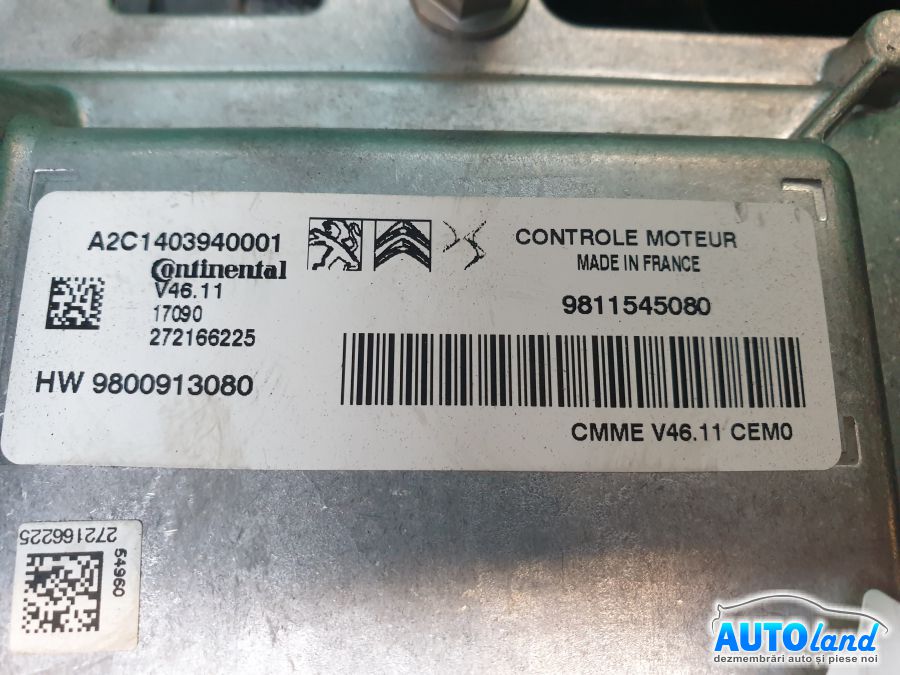 A2C1403940001
Continental
V46.11
17090
272166225
HW 9800913080
CONTROLE MOTEUR
MADE IN FRANCE
9811545080
CMME V46.11 CEM0
272166225
54960
AUTOland
dezmembrări auto și piese noi